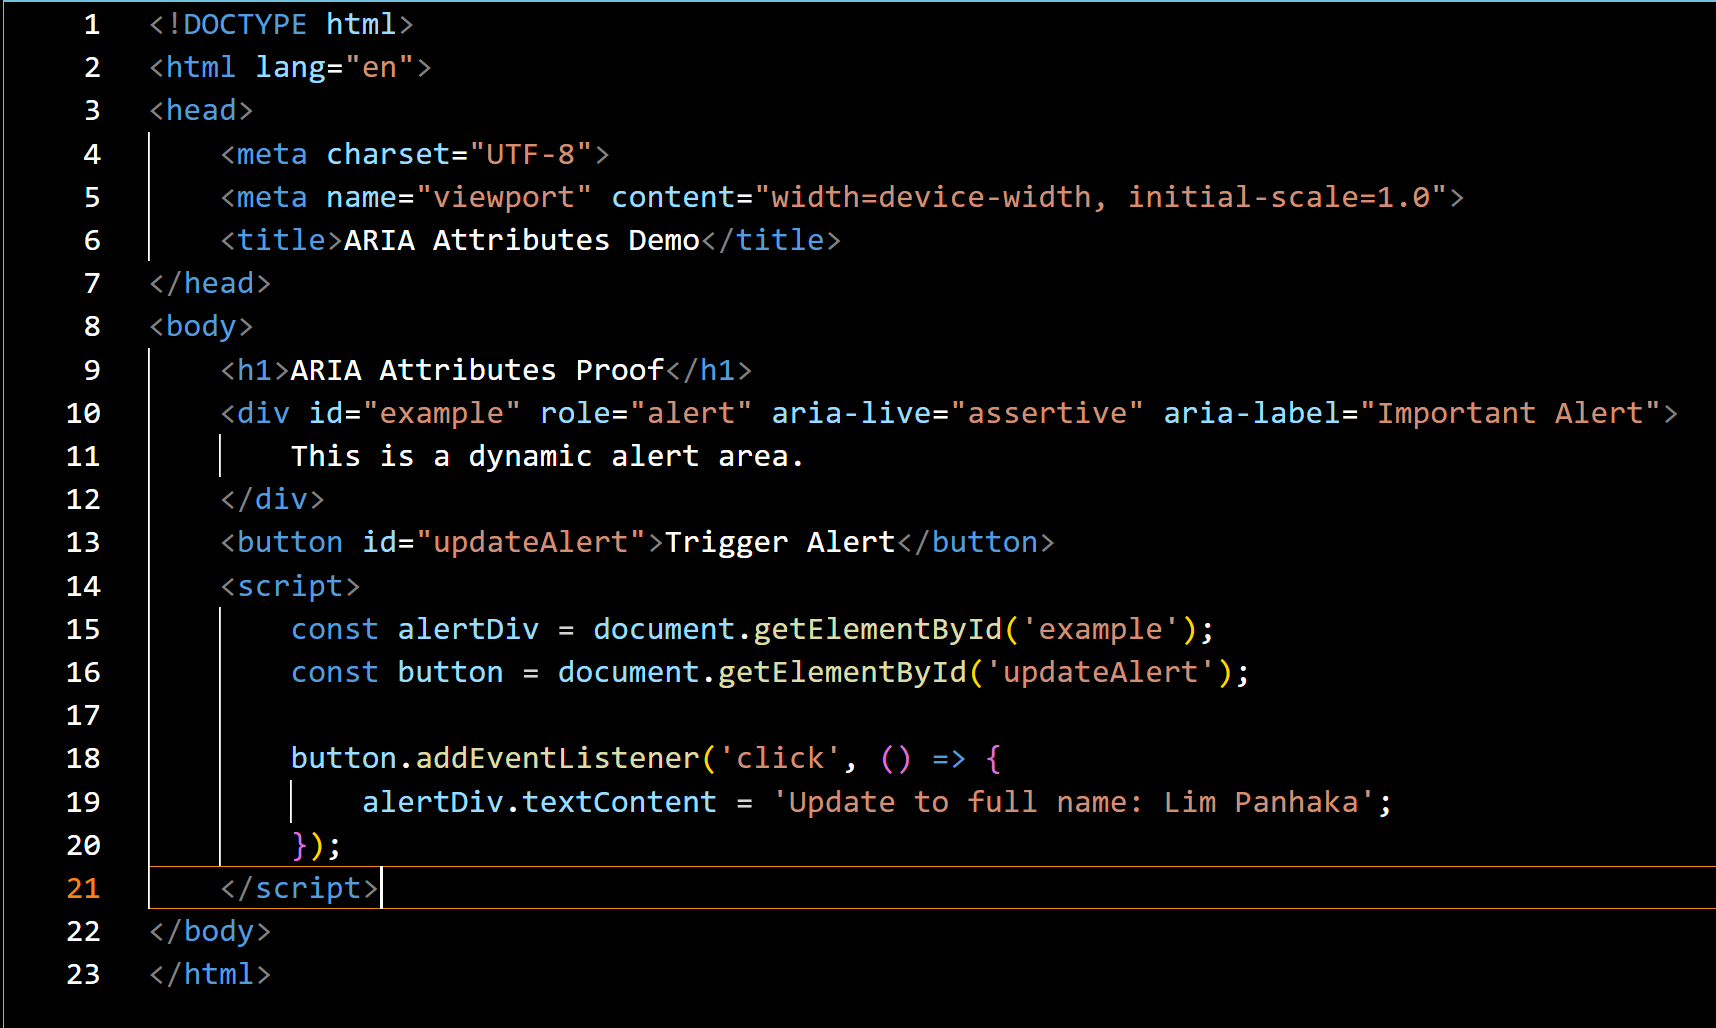 1 <!DOCTYPE html>
2 <html lang="en">
3 <head>
4     <meta charset="UTF-8">
5     <meta name="viewport" content="width=device-width, initial-scale=1.0">
6     <title>ARIA Attributes Demo</title>
7 </head>
8 <body>
9     <h1>ARIA Attributes Proof</h1>
10     <div id="example" role="alert" aria-live="assertive" aria-label="Important Alert">
11         This is a dynamic alert area.
12     </div>
13     <button id="updateAlert">Trigger Alert</button>
14     <script>
15         const alertDiv = document.getElementById('example');
16         const button = document.getElementById('updateAlert');
17
18         button.addEventListener('click', () => {
19             alertDiv.textContent = 'Update to full name: Lim Panhaka';
20         });
21     </script>
22 </body>
23 </html>